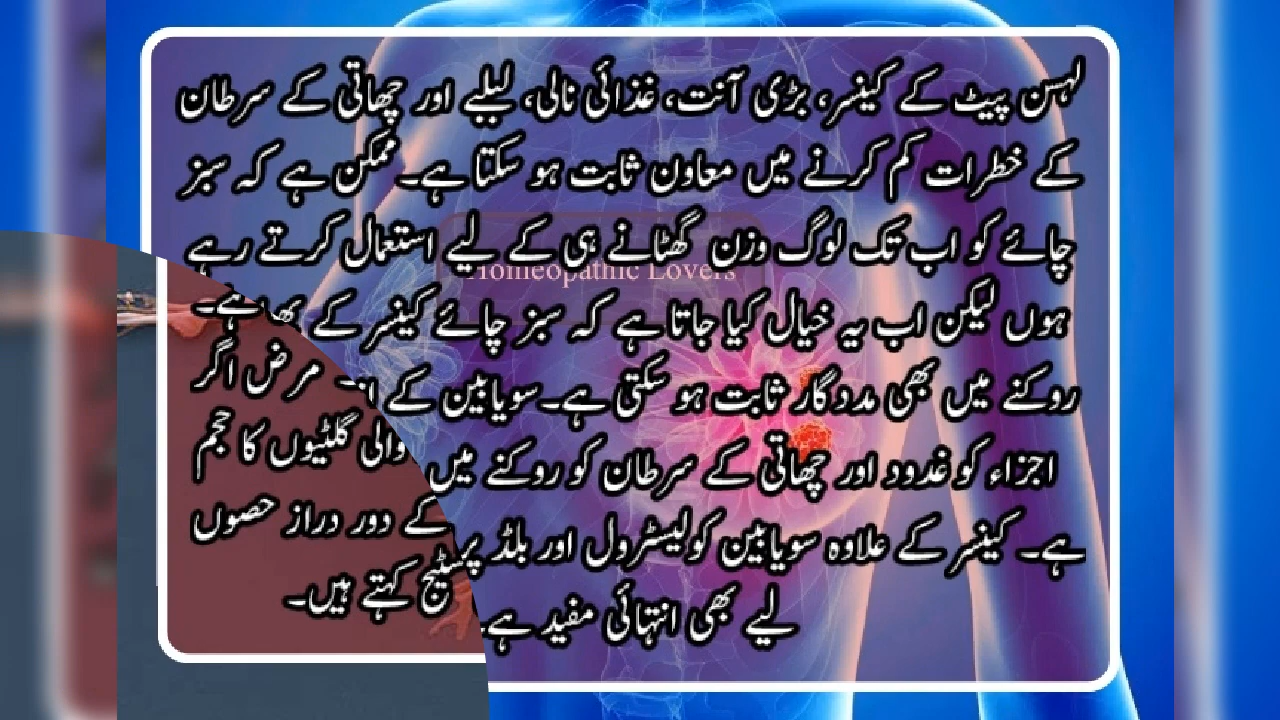 لہسن پیٹ کے کینسر، بڑی آنت، غذائی نالی، لبلبے اور چھاتی کے سرطان
کے خطرات کم کرنے میں معاون ثابت ہو سکتا ہے۔ ممکن ہے کہ سبز
چائے کو اب تک لوگ وزن گھٹانے ہی کے لیے استعمال کرتے رہے
Homeopathic Lovers
ہوں لیکن اب یہ خیال کیا جاتا ہے کہ سبز چائے کینسر کے
ہے۔
روکنے میں بھی مددگار ثابت ہو سکتی ہے۔ سویابین کے
مرض اگر
اجزاء کو غدود اور چھاتی کے سرطان کو روکنے میں
والی گلٹیوں کا حجم
ہے۔ کینسر کے علاوہ سویابین کولیسٹرول اور بلڈ
کے دور دراز حصوں
لیے بھی انتہائی مفید ہے۔
کہتے ہیں۔